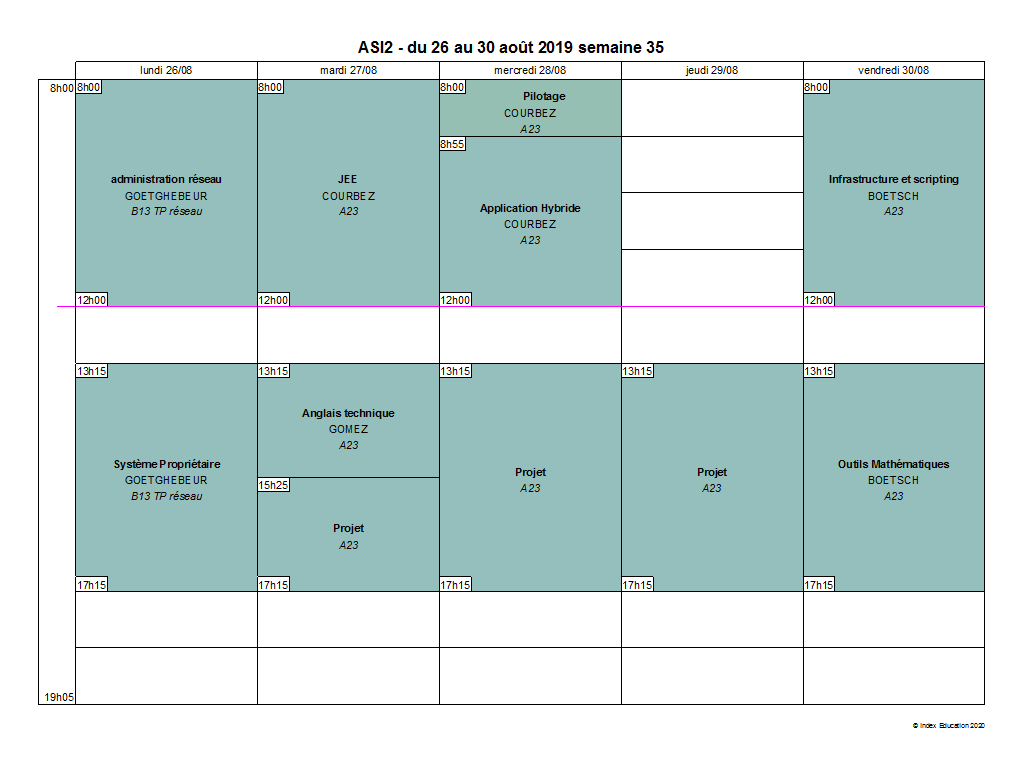 ASI2 - du 26 au 30 août 2019 semaine 35
lundi 26/08
mardi 27/08
mercredi 28/08
jeudi 29/08
vendredi 30/08
8h00
8h00
administration réseau
GOETGHEBEUR
B13 TP réseau
12h00
8h00
JEE
COURBEZ
A23
12h00
8h00
Pilotage
COURBEZ
A23
8h55
Application Hybride
COURBEZ
A23
12h00
8h00
Infrastructure et scripting
BOETSCH
A23
12h00
13h15
Système Propriétaire
GOETGHEBEUR
B13 TP réseau
17h15
13h15
Anglais technique
GOMEZ
A23
15h25
Projet
A23
17h15
13h15
Projet
A23
17h15
13h15
Projet
A23
17h15
13h15
Outils Mathématiques
BOETSCH
A23
17h15
19h05
© Index Education 2020